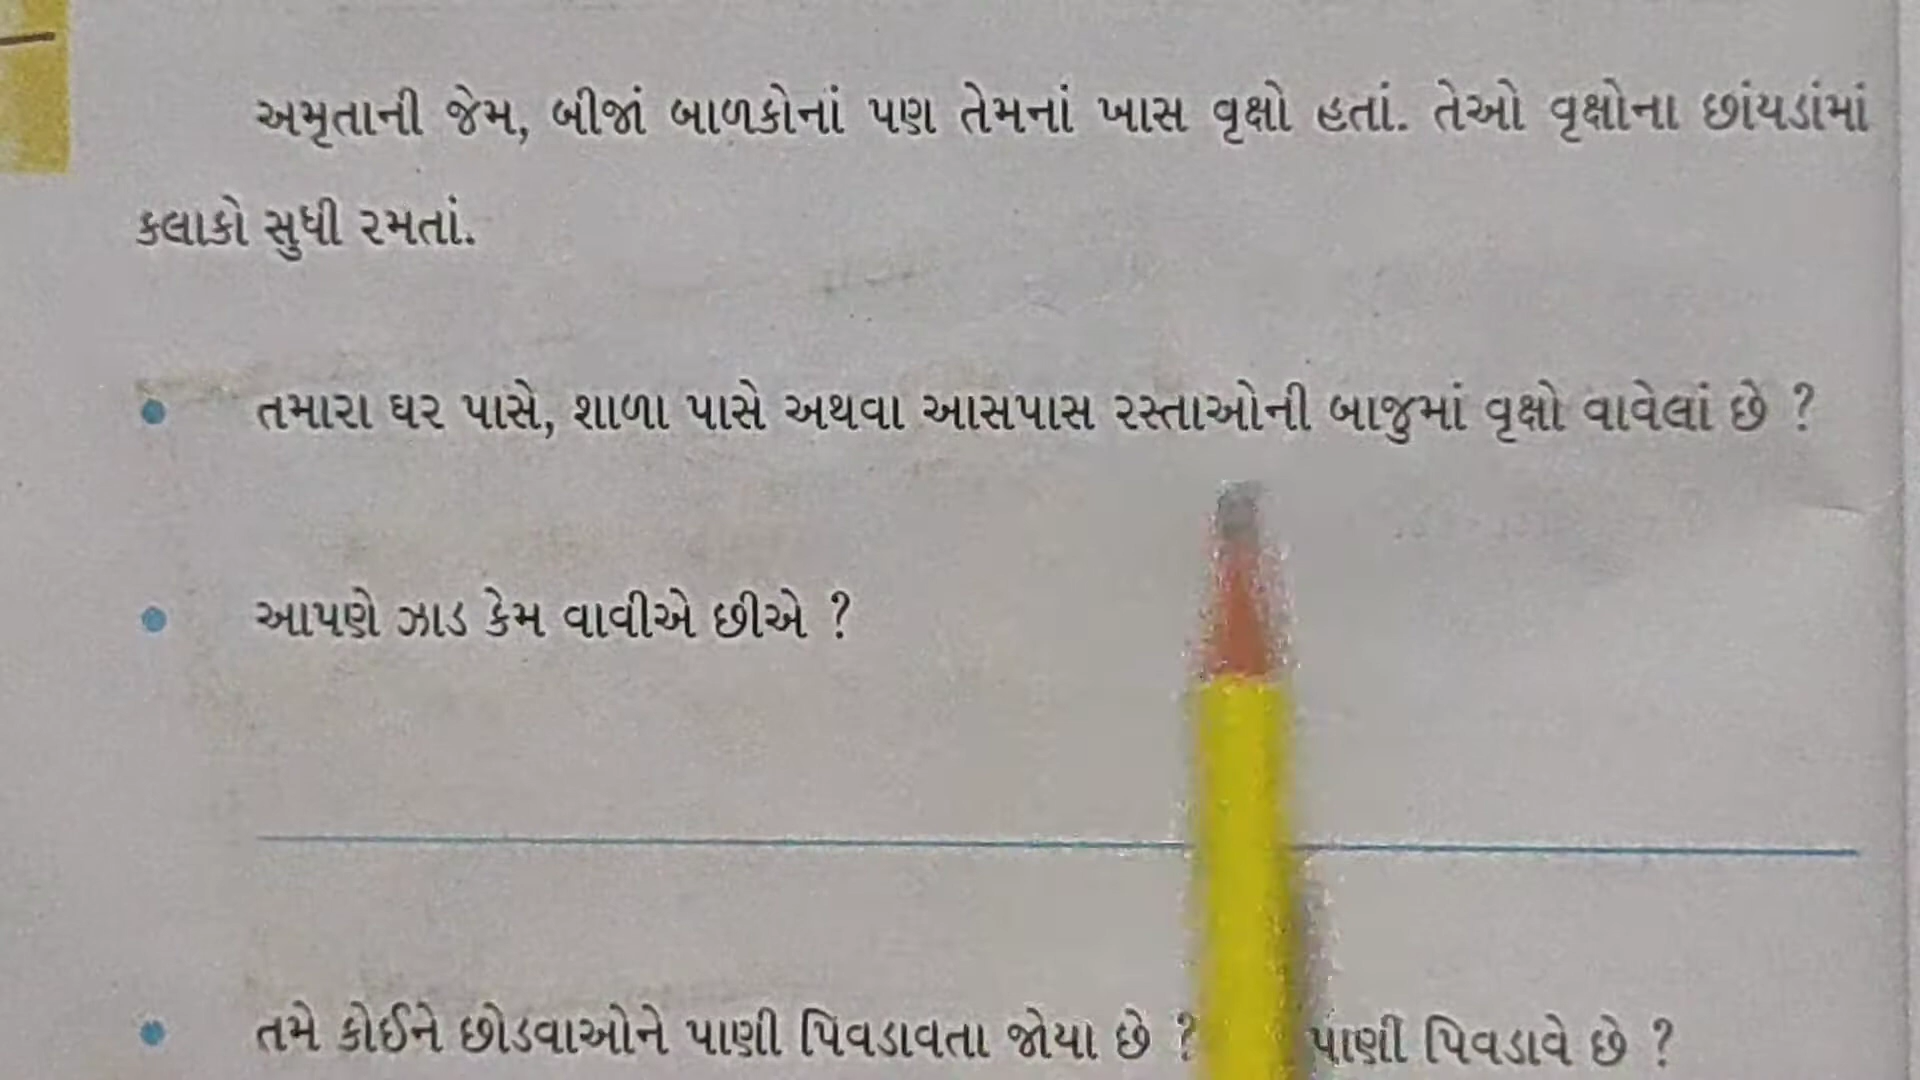 અમૃતાની જેમ, બીજાં બાળકોનાં પણ તેમનાં ખાસ વૃક્ષો હતાં. તેઓ વૃક્ષોના છાંયડાંમાં
કલાકો સુધી રમતાં.
તમારા ઘર પાસે, શાળા પાસે અથવા આસપાસ રસ્તાઓની બાજુમાં વૃક્ષો વાવેલાં છે ?
આપણે ઝાડ કેમ વાવીએ છીએ ?
તમે કોઈને છોડવાઓને પાણી પિવડાવતા જોયા છે ? પાણી પિવડાવે છે ?